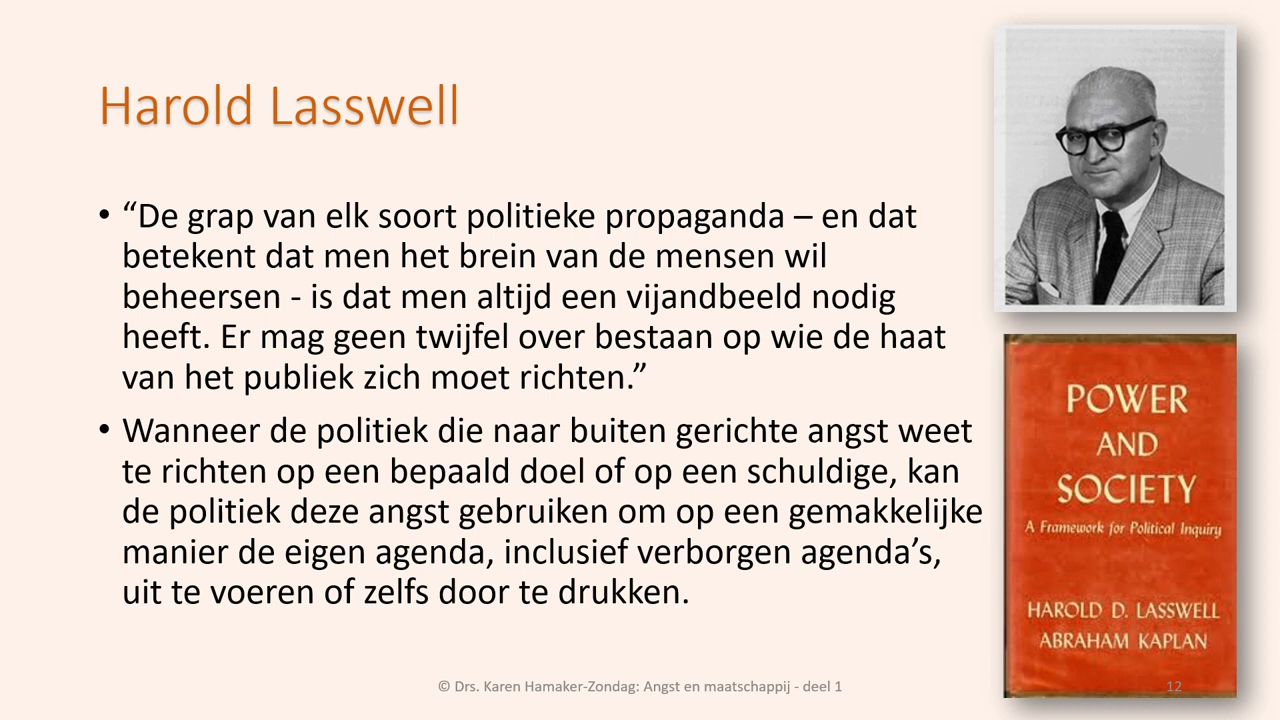 Harold Lasswell
• “De grap van elk soort politieke propaganda – en dat
betekent dat men het brein van de mensen wil
beheersen - is dat men altijd een vijandbeeld nodig
heeft. Er mag geen twijfel over bestaan op wie de haat
van het publiek zich moet richten.”
• Wanneer de politiek die naar buiten gerichte angst weet
te richten op een bepaald doel of op een schuldige, kan
de politiek deze angst gebruiken om op een gemakkelijke
manier de eigen agenda, inclusief verborgen agenda’s,
uit te voeren of zelfs door te drukken.
POWER
AND
SOCIETY
A Framework for Political Inquiry
HAROLD D. LASSWELL
ABRAHAM KAPLAN
© Drs. Karen Hamaker-Zondag: Angst en maatschappij - deel 1
12